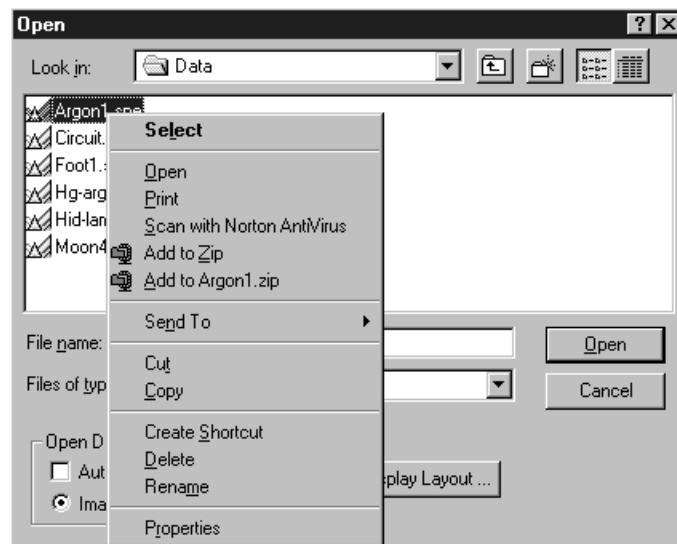 Open
Look in: Data
Argon1.spe
Circuit.
Foot1.s
Hg-arg
Hid-lan
Moon4
Select
Open
Print
Scan with Norton AntiVirus
Add to Zip
Add to Argon1.zip
Send To
Cut
Copy
Create Shortcut
Delete
Rename
Properties
File name:
Open
Files of typ
Cancel
Open D
Aut
Ima
play Layout ...